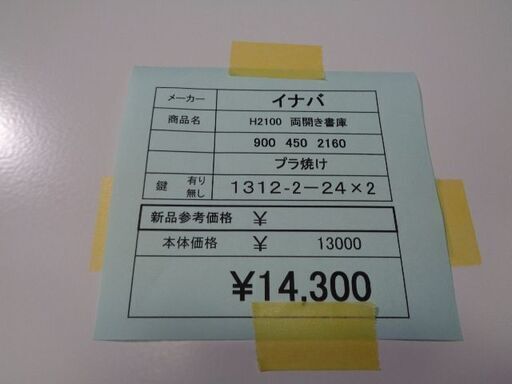 メーカー イナバ
商品名 H2100 両開き書庫
900 450 2160
プラ焼け
鍵 有り 無し 1312-2-24×2
新品参考価格 ¥
本体価格 ¥ 13000
¥14,300